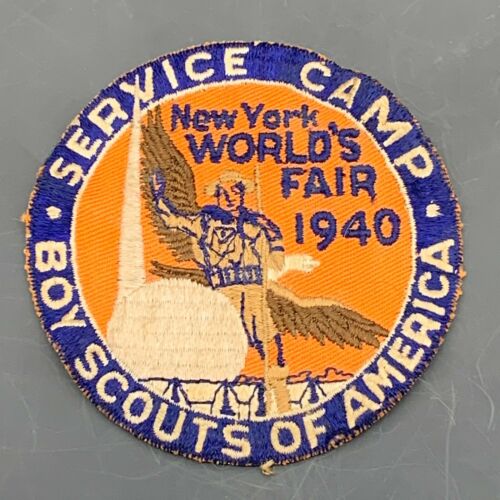 SERVICE CAMP
New York
WORLD'S
FAIR
1940
BOY SCOUTS OF AMERICA